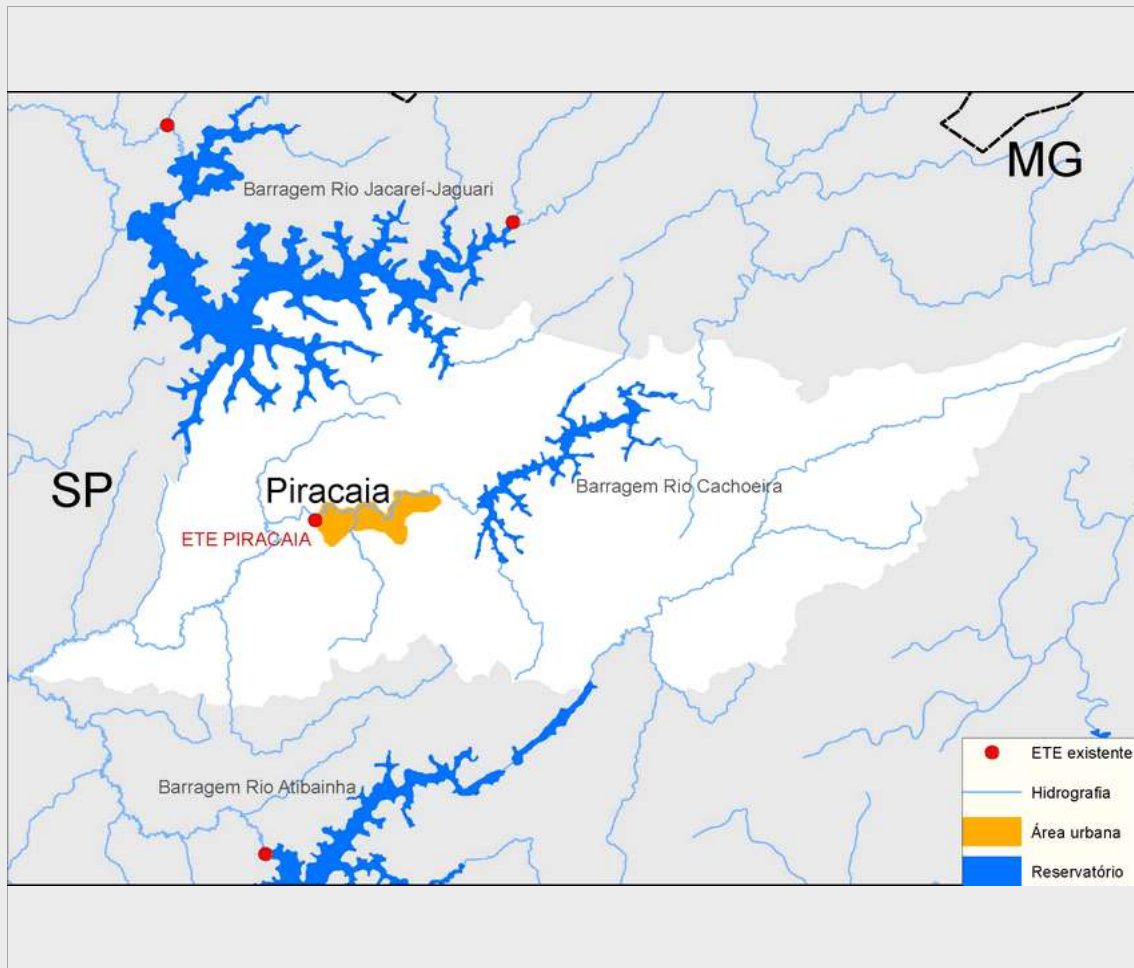 MG
Barragem Rio Jacareí-Jaguari
SP
Piracaia
Barragem Rio Cachoeira
ETE PIRACAIA
Barragem Rio Atibainha
ETE existente
Hidrografia
Área urbana
Reservatório